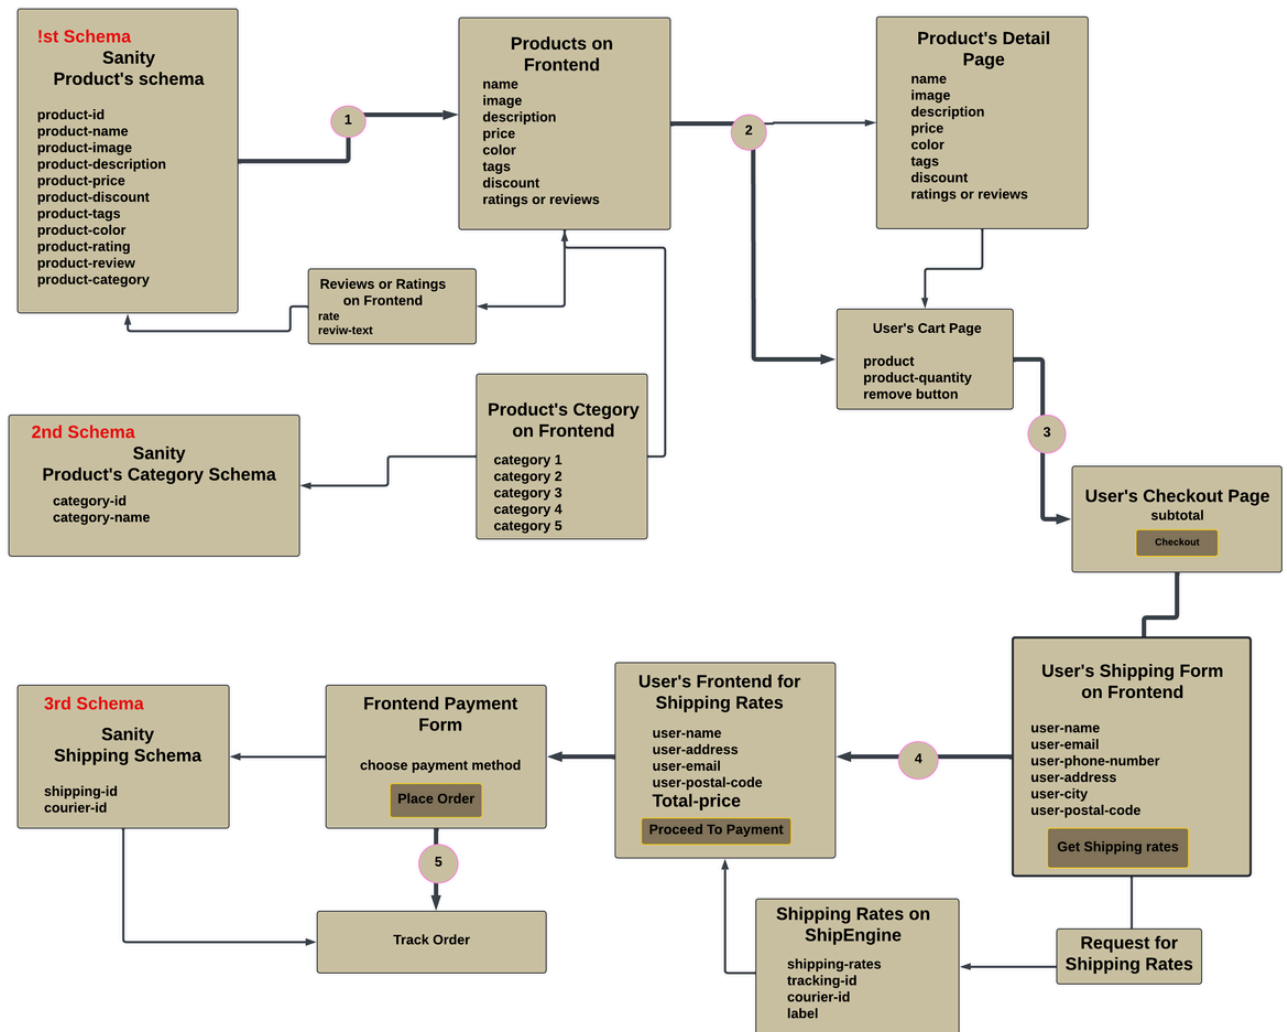 !st Schema
Sanity
Product's schema
product-id
product-name
product-image
product-description
product-price
product-discount
product-tags
product-color
product-rating
product-review
product-category
1
Products on
Frontend
name
image
description
price
color
tags
discount
ratings or reviews
2
Product's Detail
Page
name
image
description
price
color
tags
discount
ratings or reviews
Reviews or Ratings
on Frontend
rate
reviw-text
User's Cart Page
product
product-quantity
remove button
2nd Schema
Sanity
Product's Category Schema
category-id
category-name
Product's Ctegory
on Frontend
category 1
category 2
category 3
category 4
category 5
3
User's Checkout Page
subtotal
Checkout
3rd Schema
Sanity
Shipping Schema
shipping-id
courier-id
Frontend Payment
Form
choose payment method
Place Order
User's Frontend for
Shipping Rates
user-name
user-address
user-email
user-postal-code
Total-price
Proceed To Payment
4
User's Shipping Form
on Frontend
user-name
user-email
user-phone-number
user-address
user-city
user-postal-code
Get Shipping rates
5
Track Order
Shipping Rates on
ShipEngine
shipping-rates
tracking-id
courier-id
label
Request for
Shipping Rates